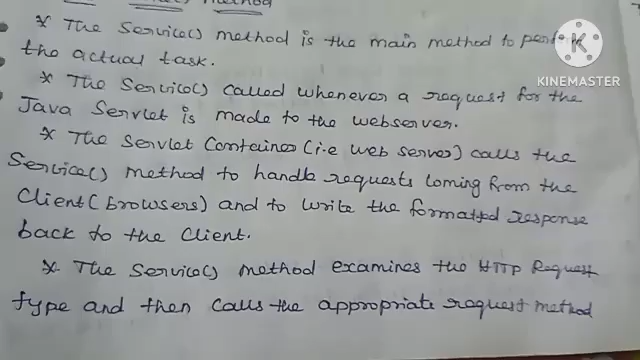 method
* The Service() method is the main method to perform
the actual task.
* The Service() called whenever a request for the
Java Servlet is made to the webserver.
* The Servlet Container (i.e web server) calls the
Service() method to handle requests coming from the
Client (browsers) and to write the formatted response
back to the Client.
* The Service() method examines the HTTP Request
type and then calls the appropriate request method
K
KINEMASTER